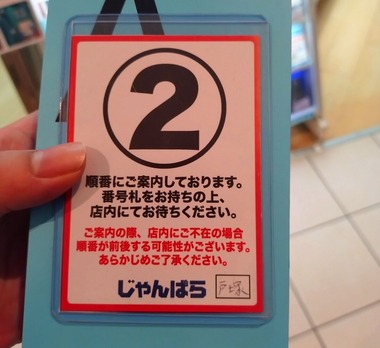 2
順番にご案内しております。
番号札をお持ちの上、
店内にてお待ちください。
ご案内の際、店内にご不在の場合
順番が前後する可能性がございます。
あらかじめご了承ください。
じゃんぱら
戸塚